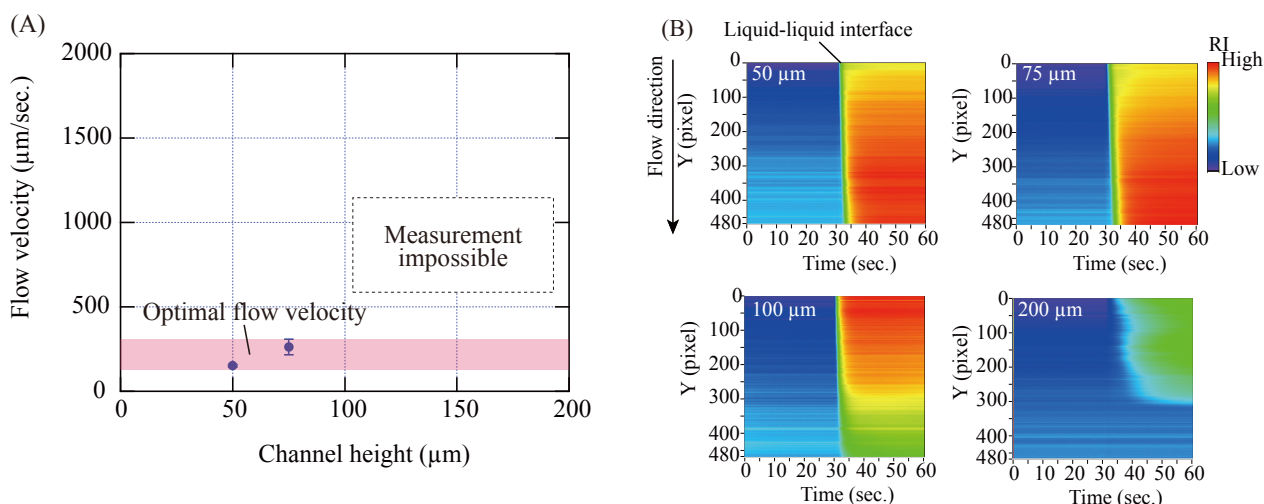 (A)
2000
1500
1000
500
0
Flow velocity (µm/sec.)
Measurement
impossible
Optimal flow velocity
0 50 100 150 200
Channel height (µm)
(B)
Liquid-liquid interface
Flow direction
50 µm
0
100
200
300
400
480
Y (pixel)
0 10 20 30 40 50 60
Time (sec.)
75 µm
0
100
200
300
400
480
Y (pixel)
0 10 20 30 40 50 60
Time (sec.)
RI
High
Low
100 µm
0
100
200
300
400
480
Y (pixel)
0 10 20 30 40 50 60
Time (sec.)
200 µm
0
100
200
300
400
480
Y (pixel)
0 10 20 30 40 50 60
Time (sec.)